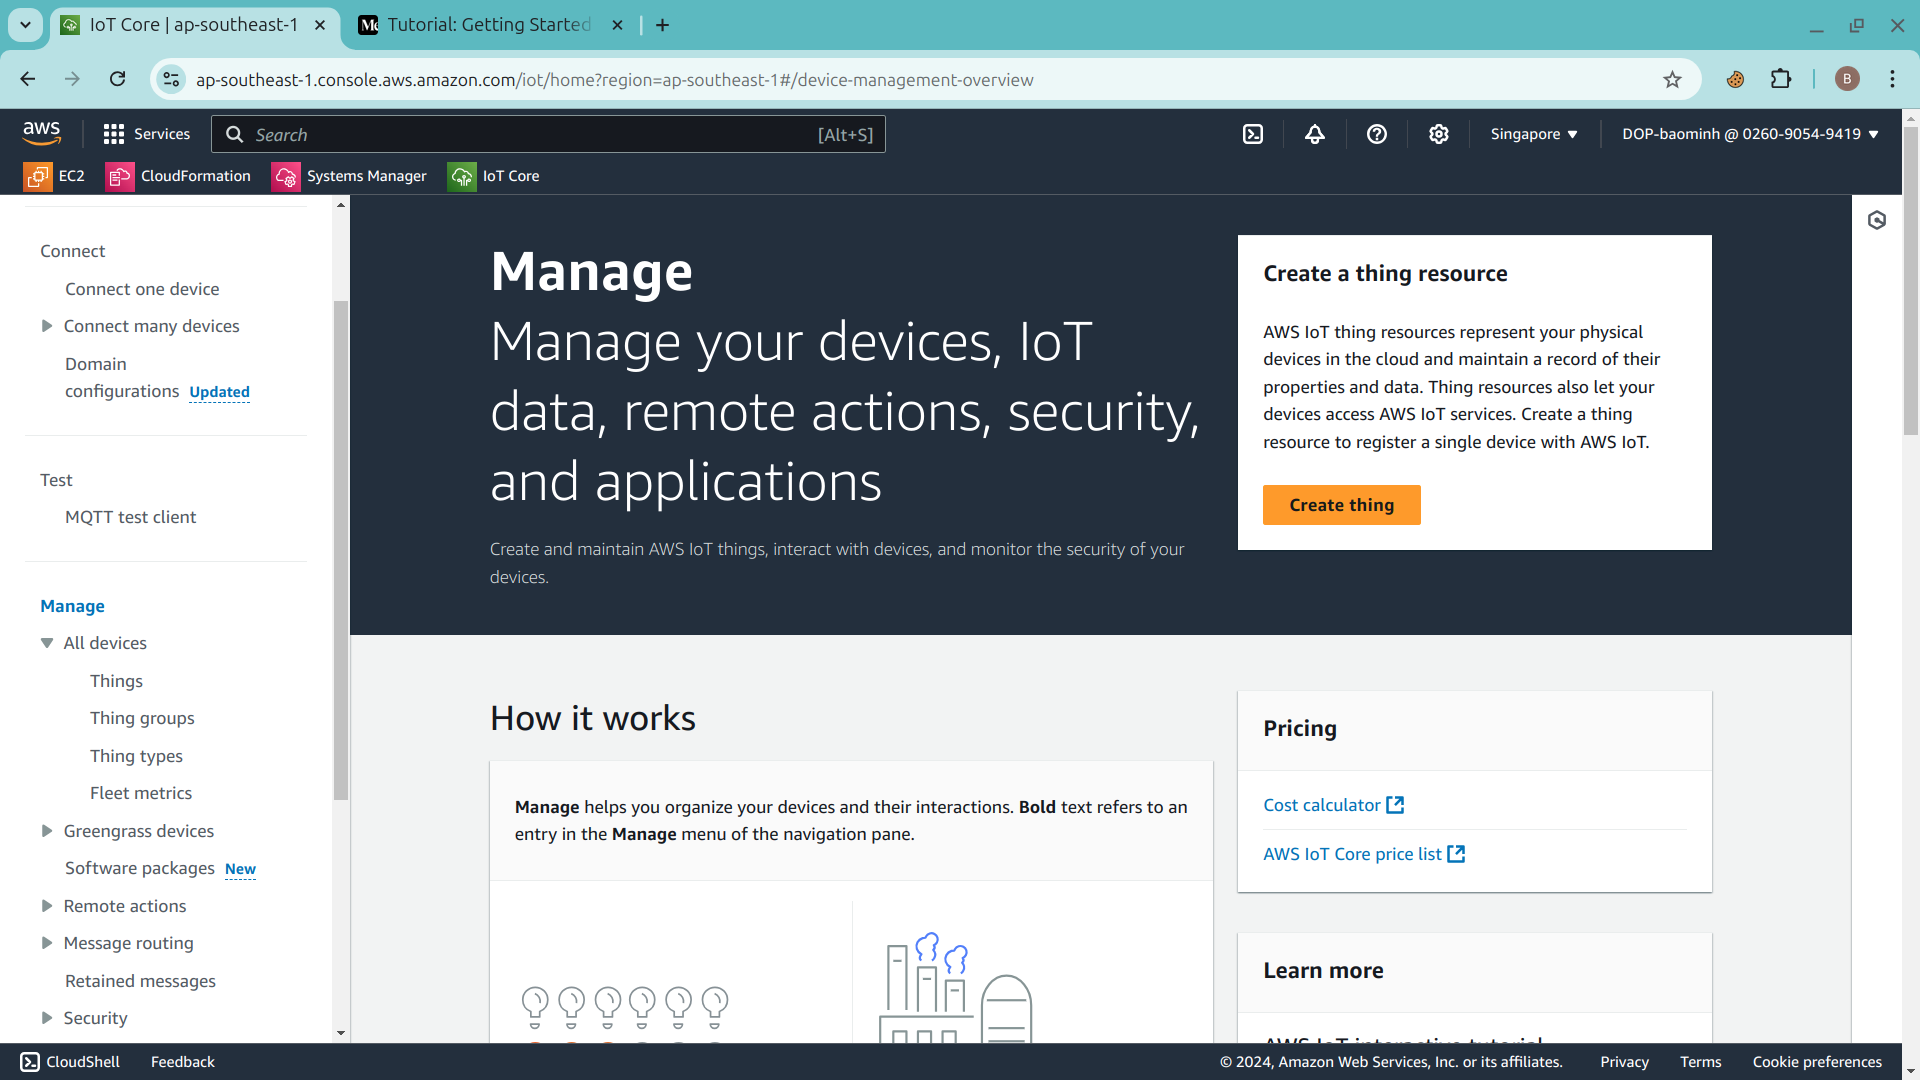 IoT Core | ap-southeast-1
Tutorial: Getting Started
ap-southeast-1.console.aws.amazon.com/iot/home?region=ap-southeast-1#/device-management-overview
B
aws
Services
Search
[Alt+S]
Singapore
DOP-baominh @ 0260-9054-9419
EC2
CloudFormation
Systems Manager
IoT Core
Connect
Connect one device
Connect many devices
Domain
configurations Updated
Test
MQTT test client
Manage
All devices
Things
Thing groups
Thing types
Fleet metrics
Greengrass devices
Software packages New
Remote actions
Message routing
Retained messages
Security
Manage
Manage your devices, IoT
data, remote actions, security,
and applications
Create and maintain AWS IoT things, interact with devices, and monitor the security of your
devices.
Create a thing resource
AWS IoT thing resources represent your physical
devices in the cloud and maintain a record of their
properties and data. Thing resources also let your
devices access AWS IoT services. Create a thing
resource to register a single device with AWS IoT.
Create thing
How it works
Manage helps you organize your devices and their interactions. Bold text refers to an
entry in the Manage menu of the navigation pane.
Pricing
Cost calculator
AWS IoT Core price list
Learn more
AWS IoT interactive tutorial
CloudShell
Feedback
© 2024, Amazon Web Services, Inc. or its affiliates.
Privacy
Terms
Cookie preferences